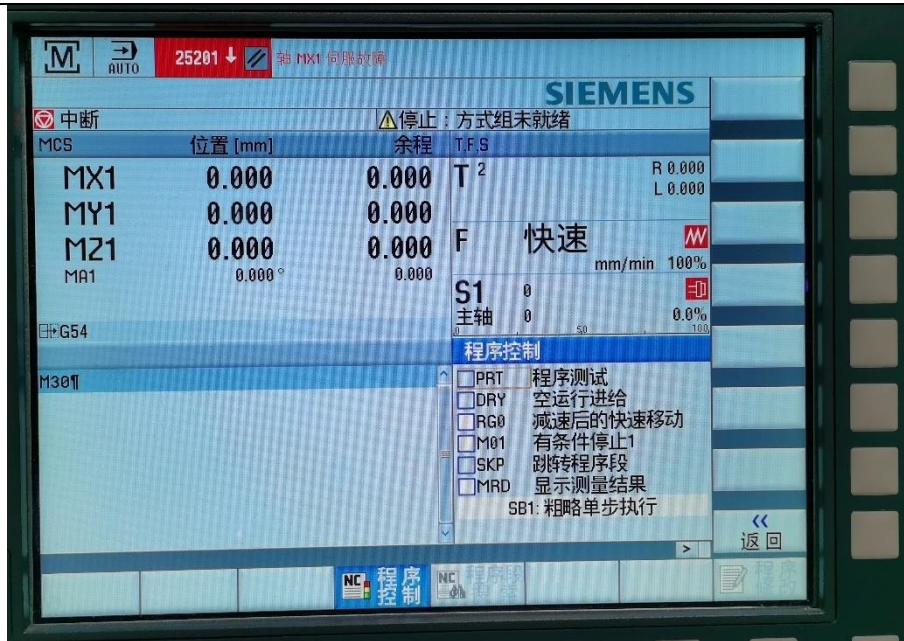 M AUTO 25201 轴 MX1 伺服故障
SIEMENS
中断 停止：方式组未就绪
MCS 位置 [mm] 余程 T,F,S
MX1 0.000 0.000 T 2 R 0.000
L 0.000
MY1 0.000 0.000
MZ1 0.000 0.000 F 快速
mm/min 100%
MA1 0.000 ° 0.000
S1 0
主轴 0 0.0%
G54 0 50 100
程序控制
M30¶
PRT 程序测试
DRY 空运行进给
RG0 减速后的快速移动
M01 有条件停止1
SKP 跳转程序段
MRD 显示测量结果
SB1: 粗略单步执行
<<
返回
>
NC 程序控制 NC 程序段